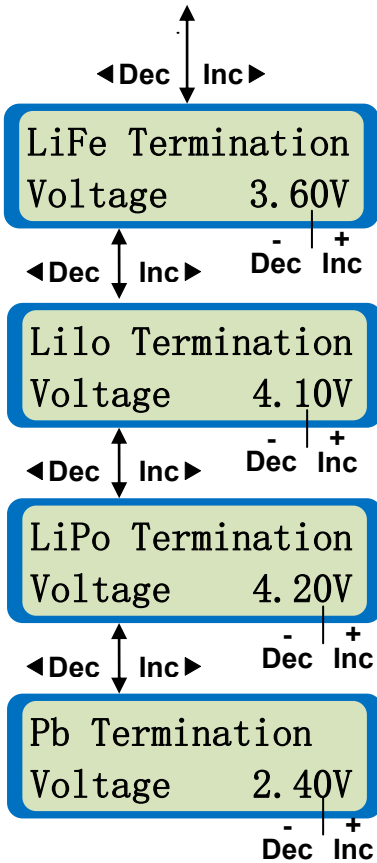 ◄Dec Inc►
LiFe Termination
Voltage 3.60V
- +
Dec Inc
◄Dec Inc►
Lilo Termination
Voltage 4.10V
- +
Dec Inc
◄Dec Inc►
LiPo Termination
Voltage 4.20V
- +
Dec Inc
◄Dec Inc►
Pb Termination
Voltage 2.40V
- +
Dec Inc